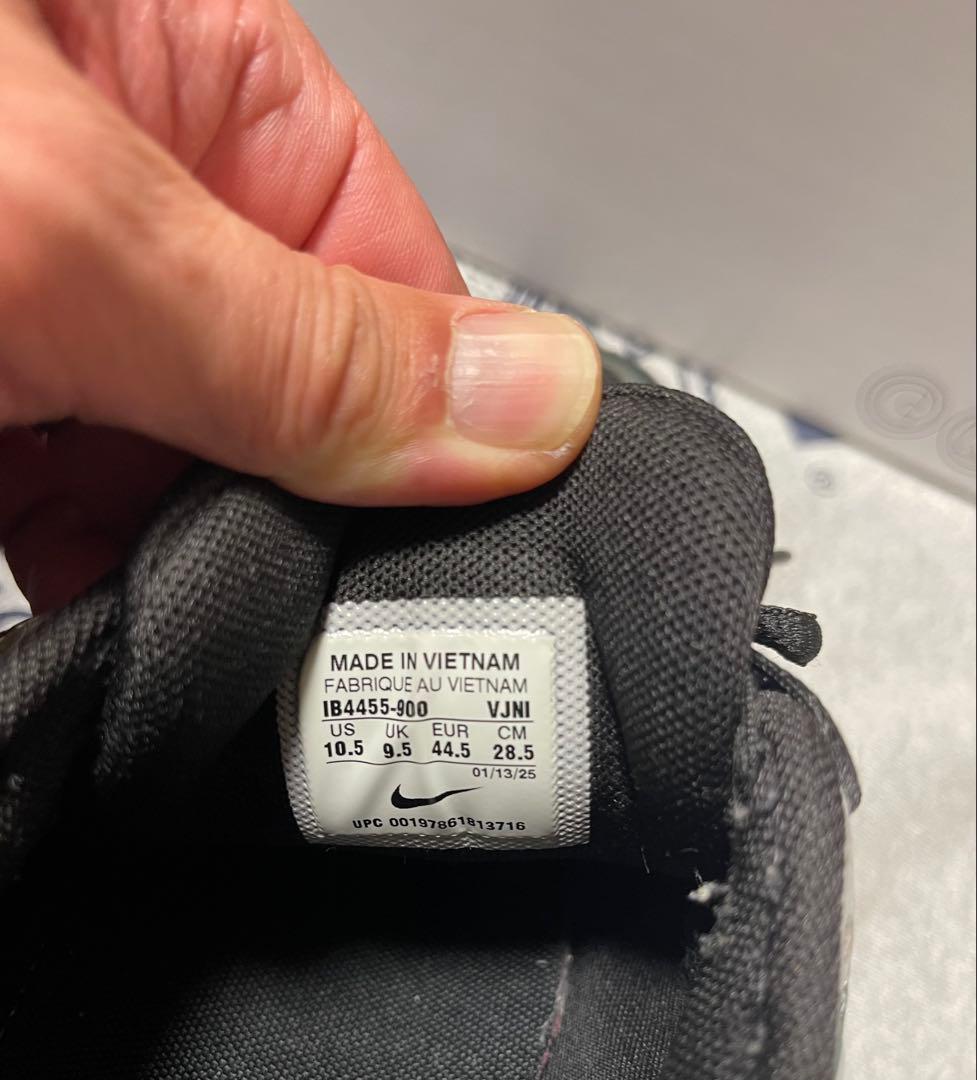 MADE IN VIETNAM
FABRIQUE AU VIETNAM
IB4455-900 VJNI
US UK EUR CM
10.5 9.5 44.5 28.5
01/13/25
UPC 00197861813716